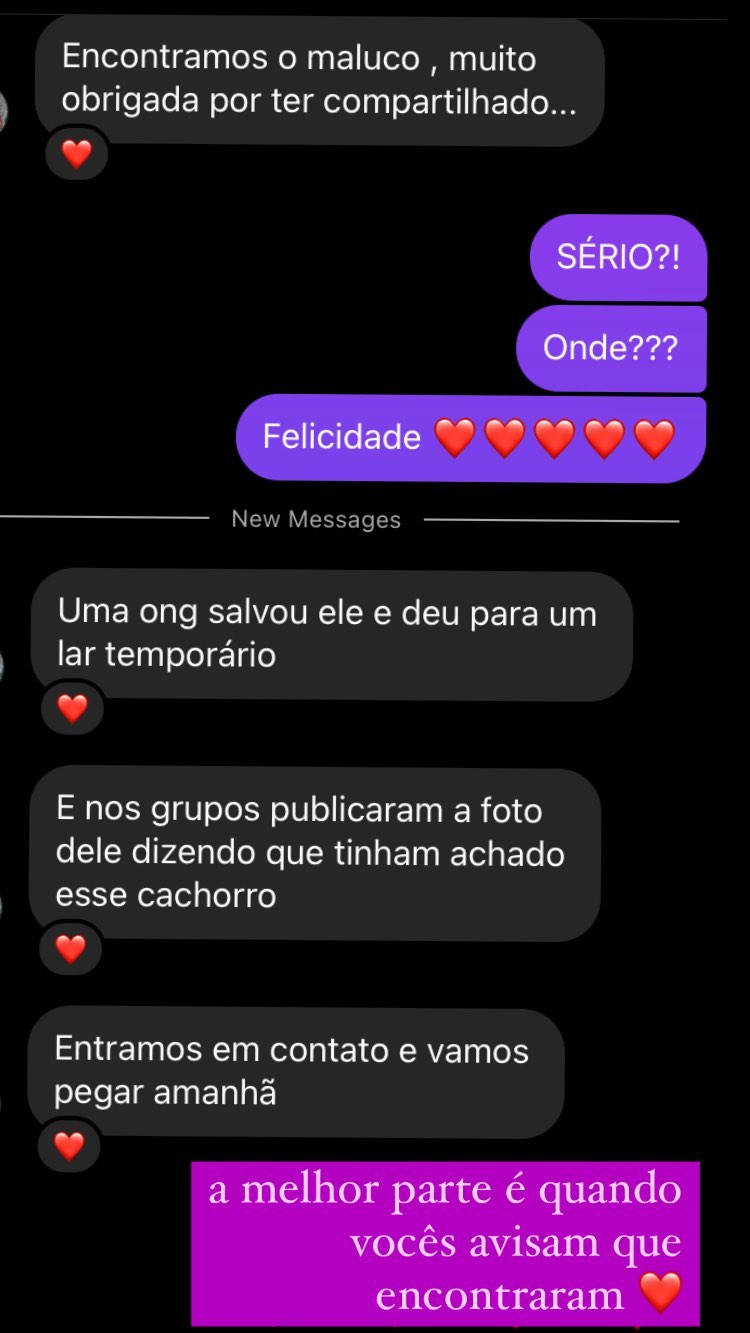 Encontramos o maluco , muito
obrigada por ter compartilhado...
❤️
SÉRIO?!
Onde???
Felicidade ❤️❤️❤️❤️❤️
New Messages
Uma ong salvou ele e deu para um
lar temporário
❤️
E nos grupos publicaram a foto
dele dizendo que tinham achado
esse cachorro
❤️
Entramos em contato e vamos
pegar amanhã
❤️
a melhor parte é quando
vocês avisam que
encontraram ❤️